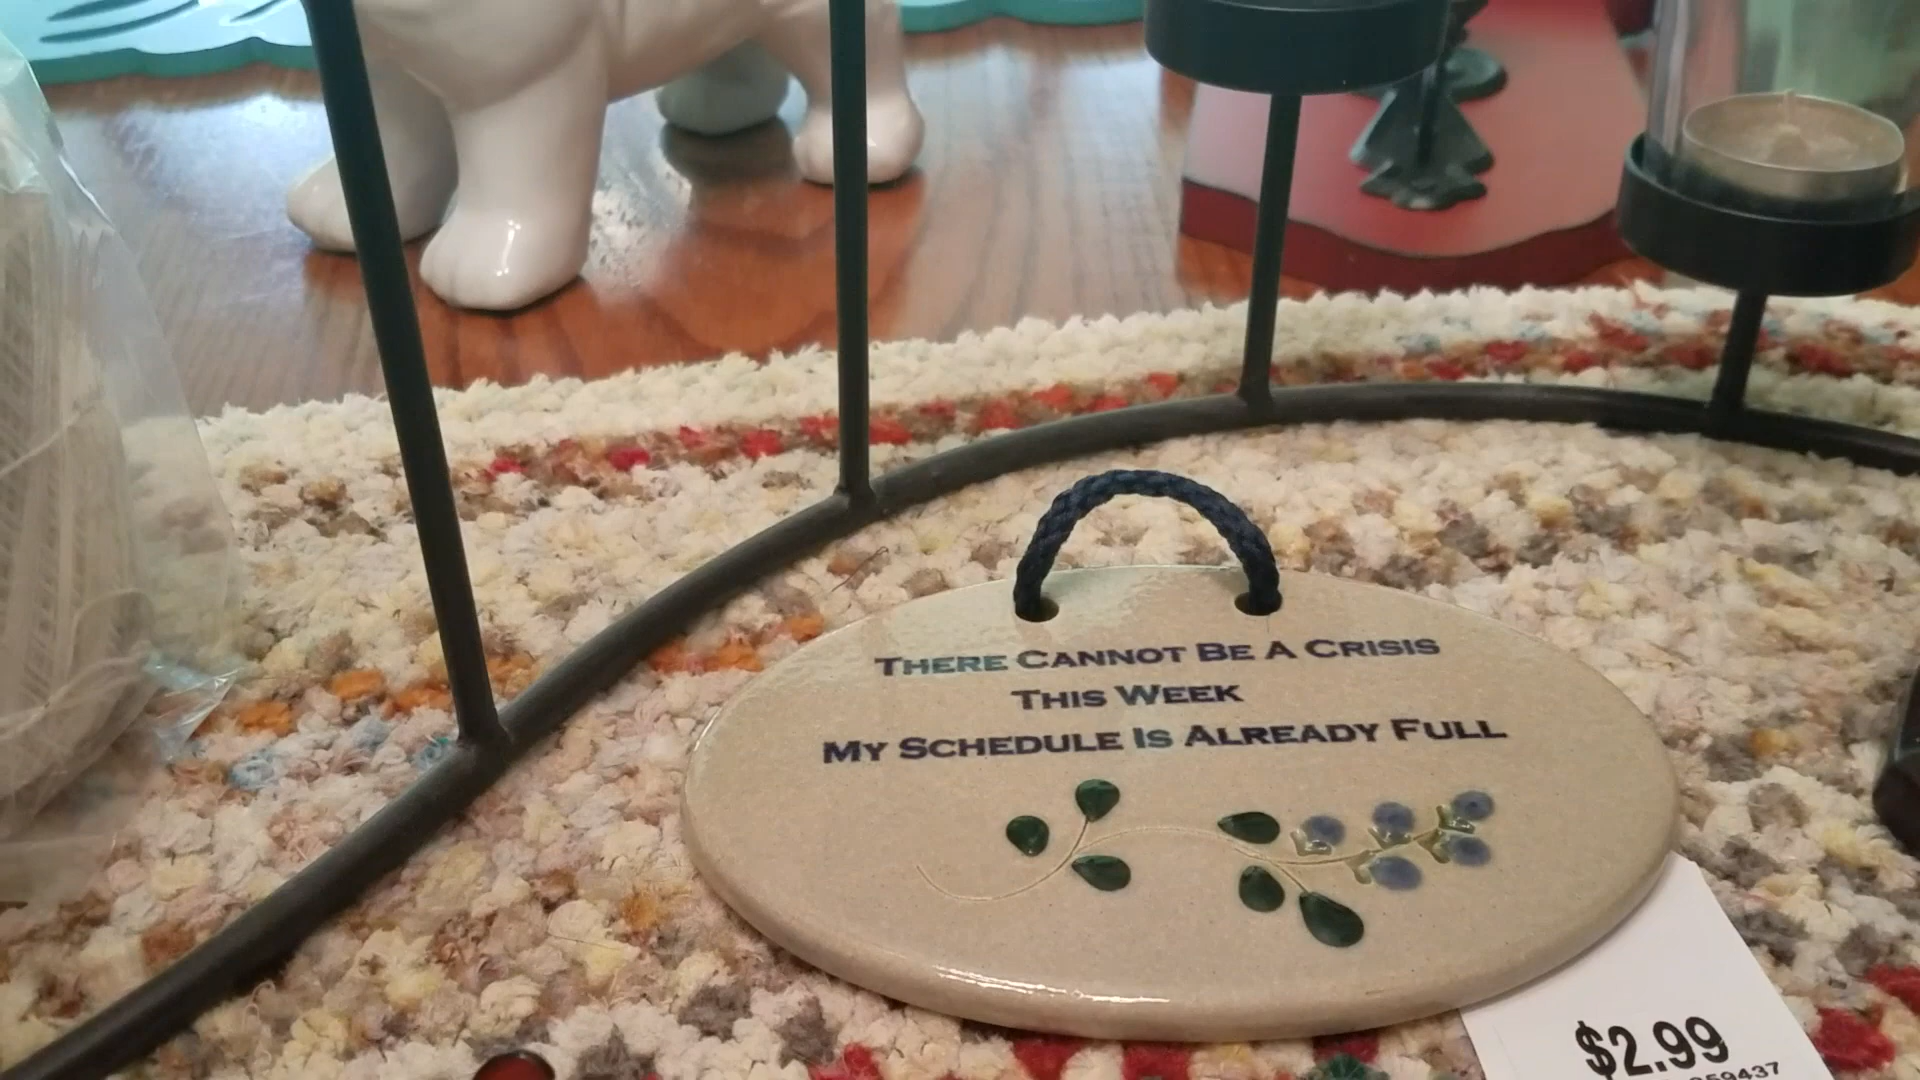 THERE CANNOT BE A CRISIS
THIS WEEK
MY SCHEDULE IS ALREADY FULL
$2.99